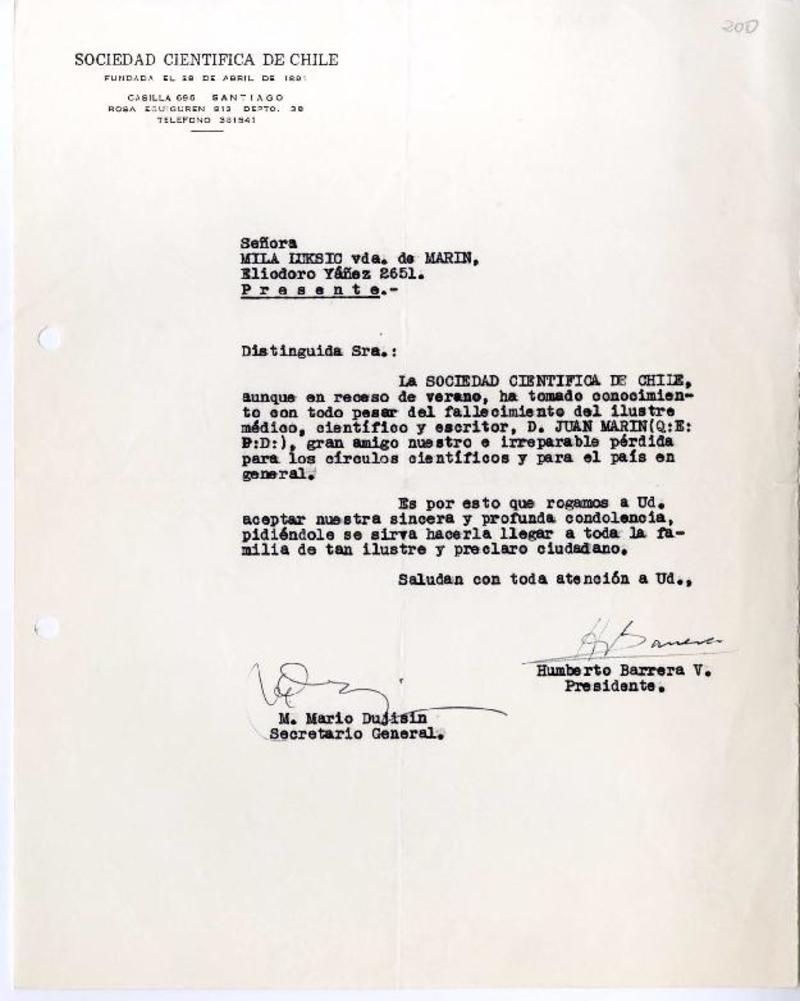 200
SOCIEDAD CIENTIFICA DE CHILE
FUNDADA EL 28 DE ABRIL DE 1891
CASILLA 696 SANTIAGO
ROSA EGUIGUREN 813 DEPTO. 38
TELEFONO 381941
Señora
MILA LUKSIC vda. de MARIN,
Eliodoro Yáñez 2651.
P r e s e n t e.-
Distinguida Sra.:
LA SOCIEDAD CIENTIFICA DE CHILE,
aunque en receso de verano, ha tomado conocimien-
to con todo pesar del fallecimiento del ilustre
médico, científico y escritor, D. JUAN MARIN(Q:E:
P:D:), gran amigo nuestro e irreparable pérdida
para los círculos científicos y para el país en
general.
Es por esto que rogamos a Ud.
aceptar nuestra sincera y profunda condolencia,
pidiéndole se sirva hacerla llegar a toda la fa-
milia de tan ilustre y preclaro ciudadano.
Saludan con toda atención a Ud.,
H Barrera
Humberto Barrera V.
Presidente.
M. Mario Dujisin
Secretario General.